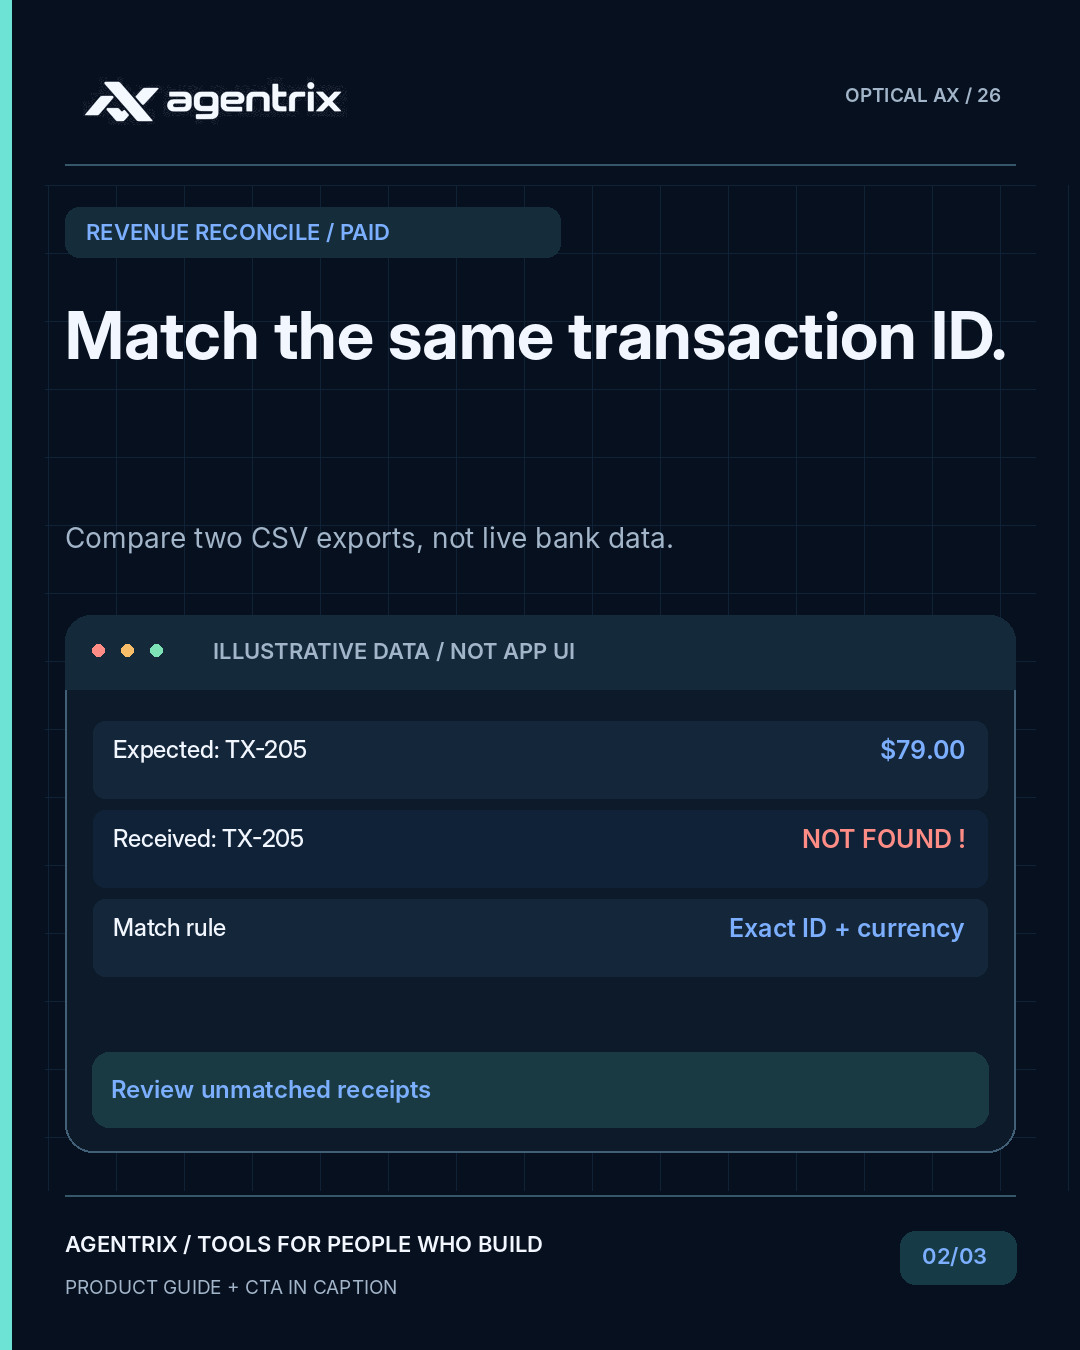 agentrix
OPTICAL AX / 26
REVENUE RECONCILE / PAID
Match the same transaction ID.
Compare two CSV exports, not live bank data.
ILLUSTRATIVE DATA / NOT APP UI
Expected: TX-205 $79.00
Received: TX-205 NOT FOUND !
Match rule Exact ID + currency
Review unmatched receipts
AGENTRIX / TOOLS FOR PEOPLE WHO BUILD
02/03
PRODUCT GUIDE + CTA IN CAPTION